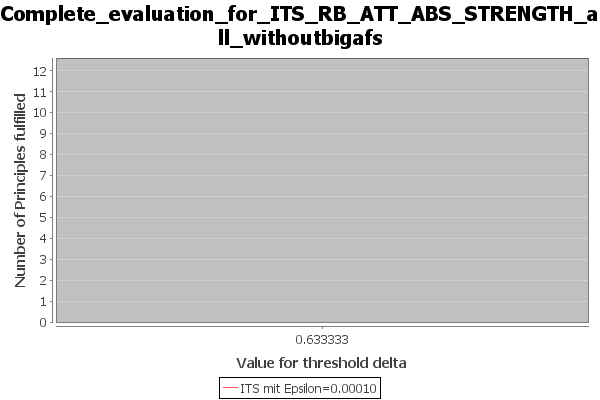 Complete_evaluation_for_ITS_RB_ATT_ABS_STRENGTH_a
ll_withoutbigafs
Number of Principles fulfilled
12
11
10
9
8
7
6
5
4
3
2
1
0
0.633333
Value for threshold delta
ITS mit Epsilon=0.00010